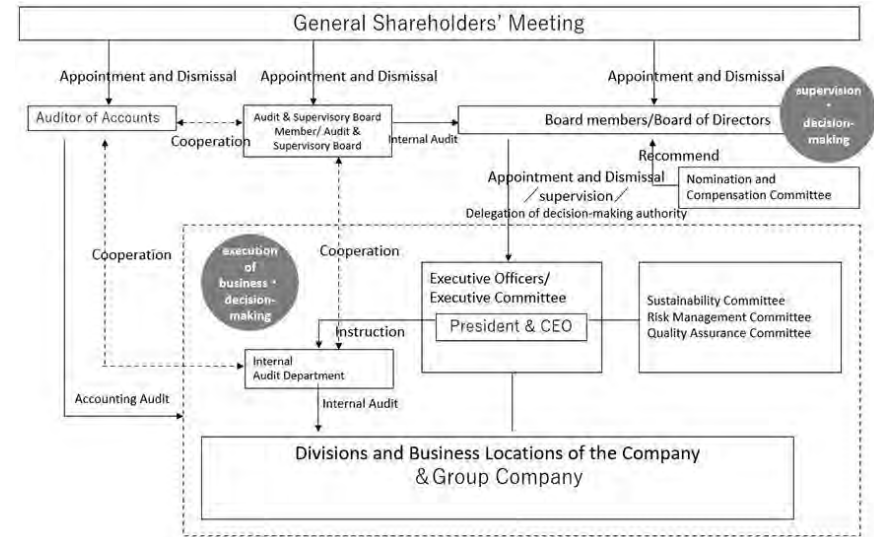 General Shareholders' Meeting
Appointment and Dismissal
Appointment and Dismissal
Appointment and Dismissal
supervision
・
decision-
making
Auditor of Accounts
Cooperation
Audit & Supervisory Board
Member/ Audit &
Supervisory Board
Internal Audit
Board members/Board of Directors
Recommend
Nomination and
Compensation Committee
Appointment and Dismissal
／supervision／
Delegation of decision-making authority
Cooperation
execution
of
business・
decision-
making
Cooperation
Executive Officers/
Executive Committee
President & CEO
Sustainability Committee
Risk Management Committee
Quality Assurance Committee
Instruction
Internal
Audit Department
Accounting Audit
Internal Audit
Divisions and Business Locations of the Company
& Group Company